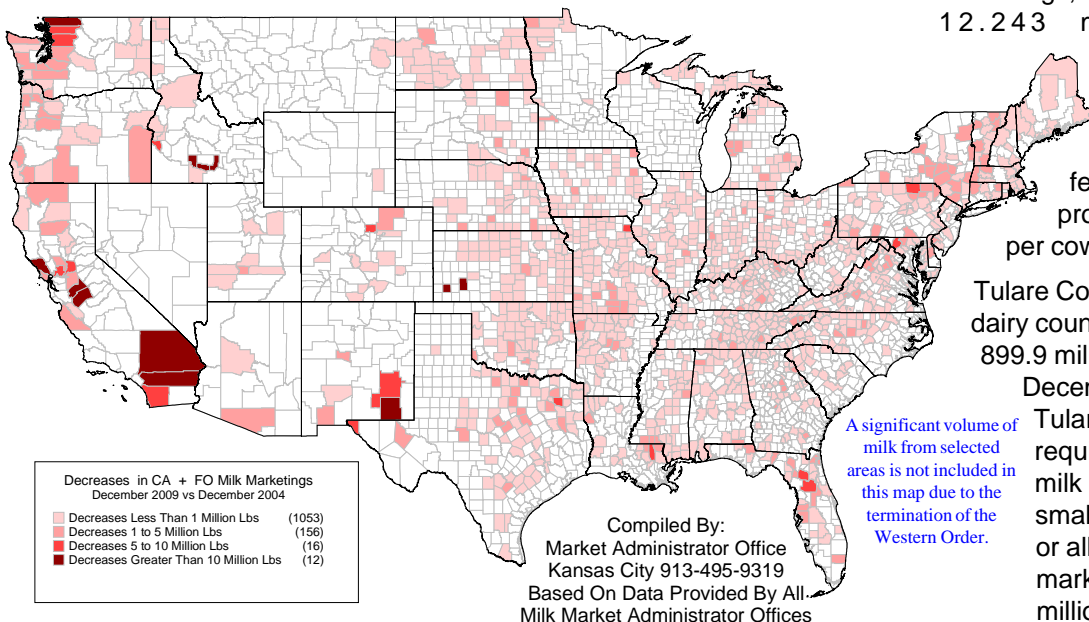 12.243
fe
pro
per cov
Tulare Co
dairy coun
899.9 mil
Decem
Tular
requi
milk
smal
or all
mark
millio
A significant volume of
milk from selected
areas is not included in
this map due to the
termination of the
Western Order.
Decreases in CA + FO Milk Marketings
December 2009 vs December 2004
Decreases Less Than 1 Million Lbs (1053)
Decreases 1 to 5 Million Lbs (156)
Decreases 5 to 10 Million Lbs (16)
Decreases Greater Than 10 Million Lbs (12)
Compiled By:
Market Administrator Office
Kansas City 913-495-9319
Based On Data Provided By All
Milk Market Administrator Offices